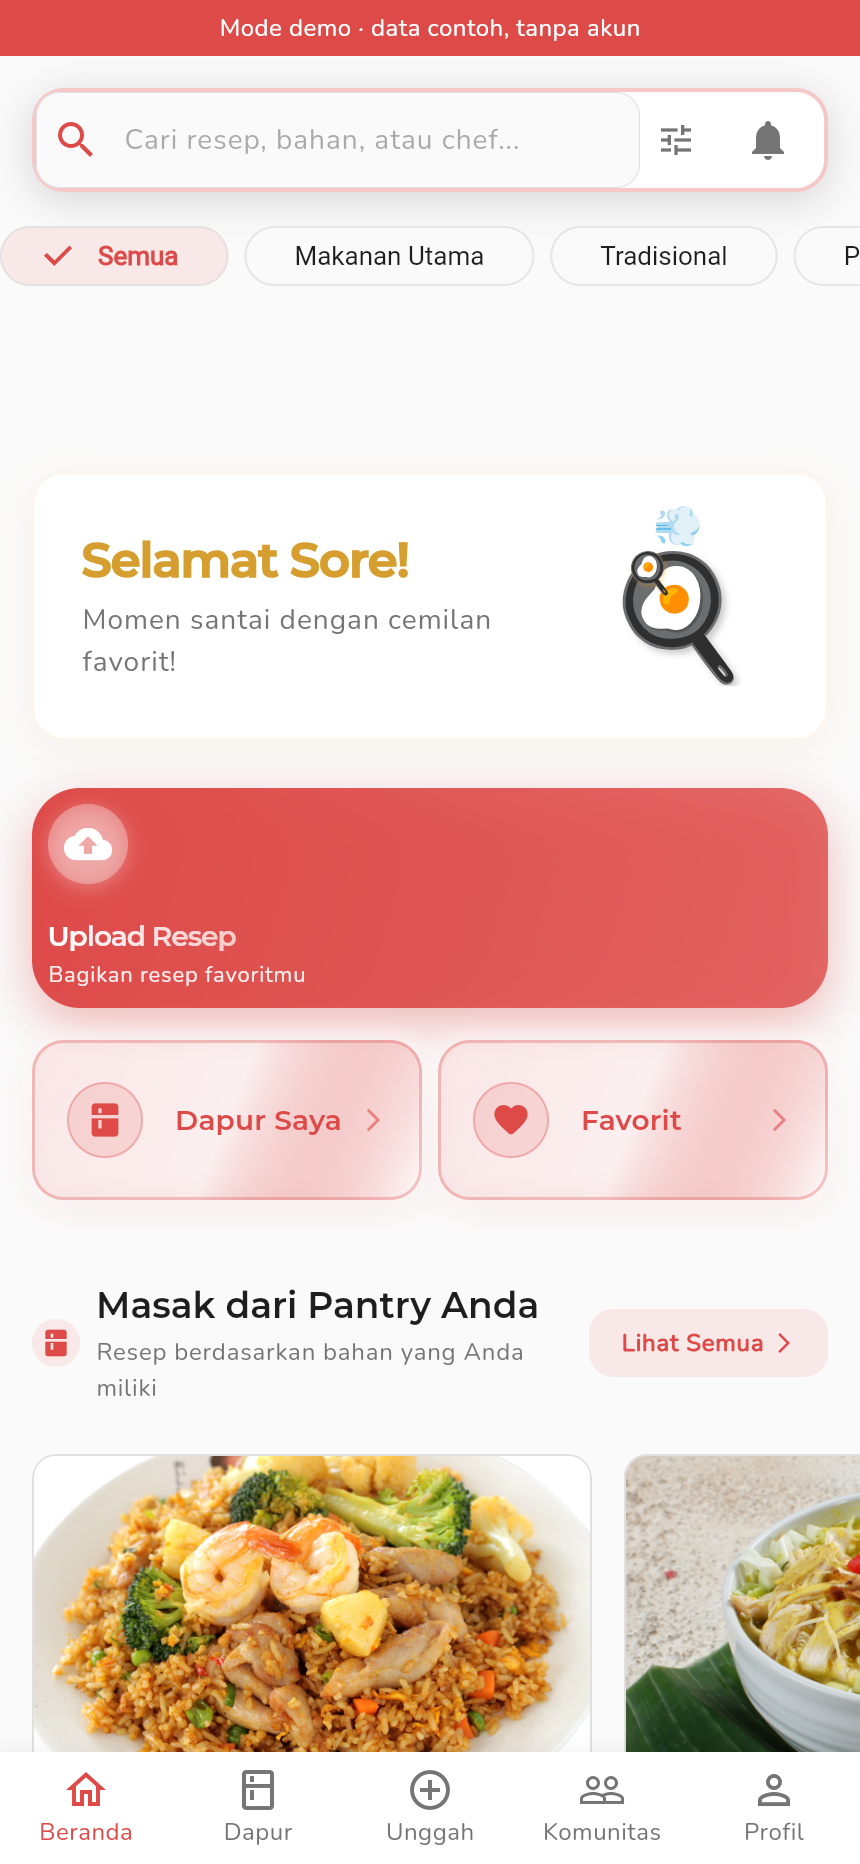 Mode demo · data contoh, tanpa akun
Cari resep, bahan, atau chef...
Semua
Makanan Utama
Tradisional
P
Selamat Sore!
Momen santai dengan cemilan
favorit!
Upload Resep
Bagikan resep favoritmu
Dapur Saya
Favorit
Masak dari Pantry Anda
Resep berdasarkan bahan yang Anda
miliki
Lihat Semua
Beranda
Dapur
Unggah
Komunitas
Profil